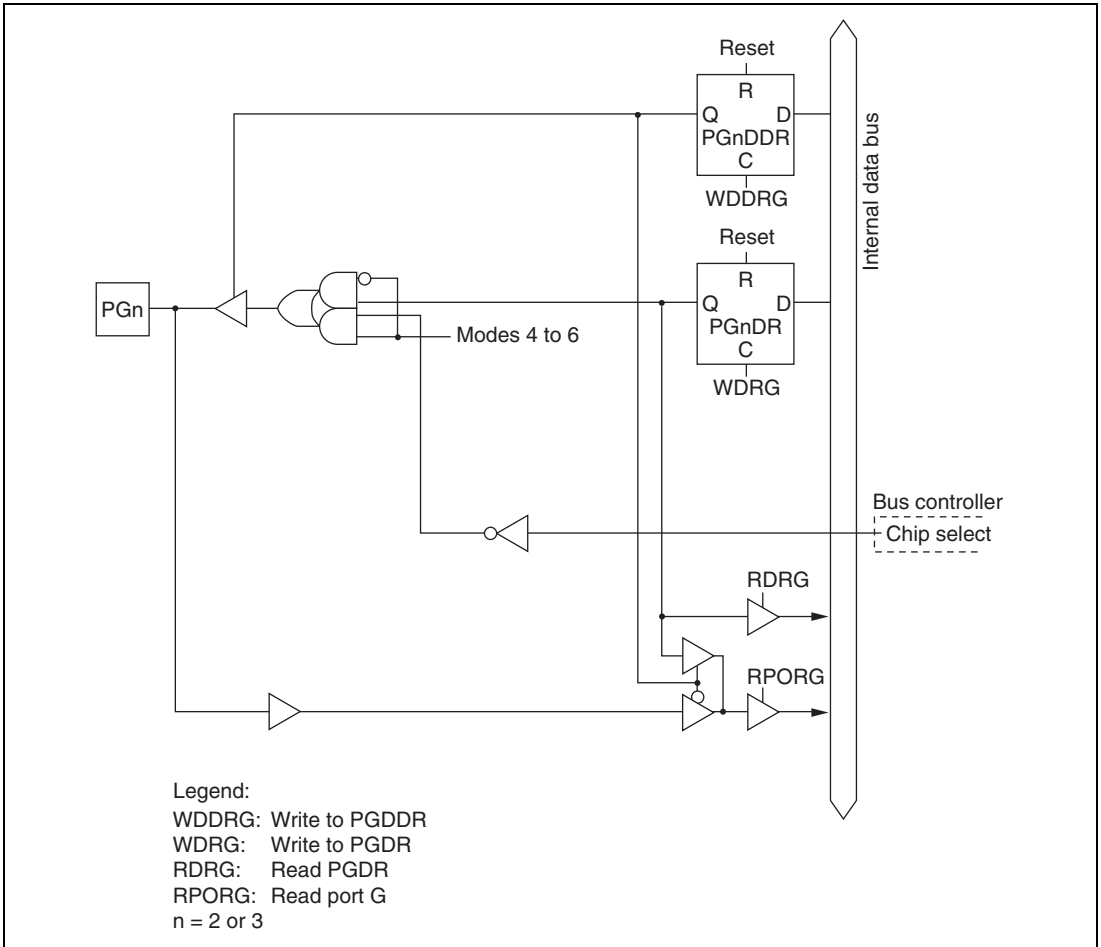 Reset
R
Q D
PGnDDR
C
WDDRG
Internal data bus
Reset
R
Q D
PGnDR
C
WDRG
PGn
Modes 4 to 6
Bus controller
Chip select
RDRG
RPORG
Legend:
WDDRG: Write to PGDDR
WDRG: Write to PGDR
RDRG: Read PGDR
RPORG: Read port G
n = 2 or 3